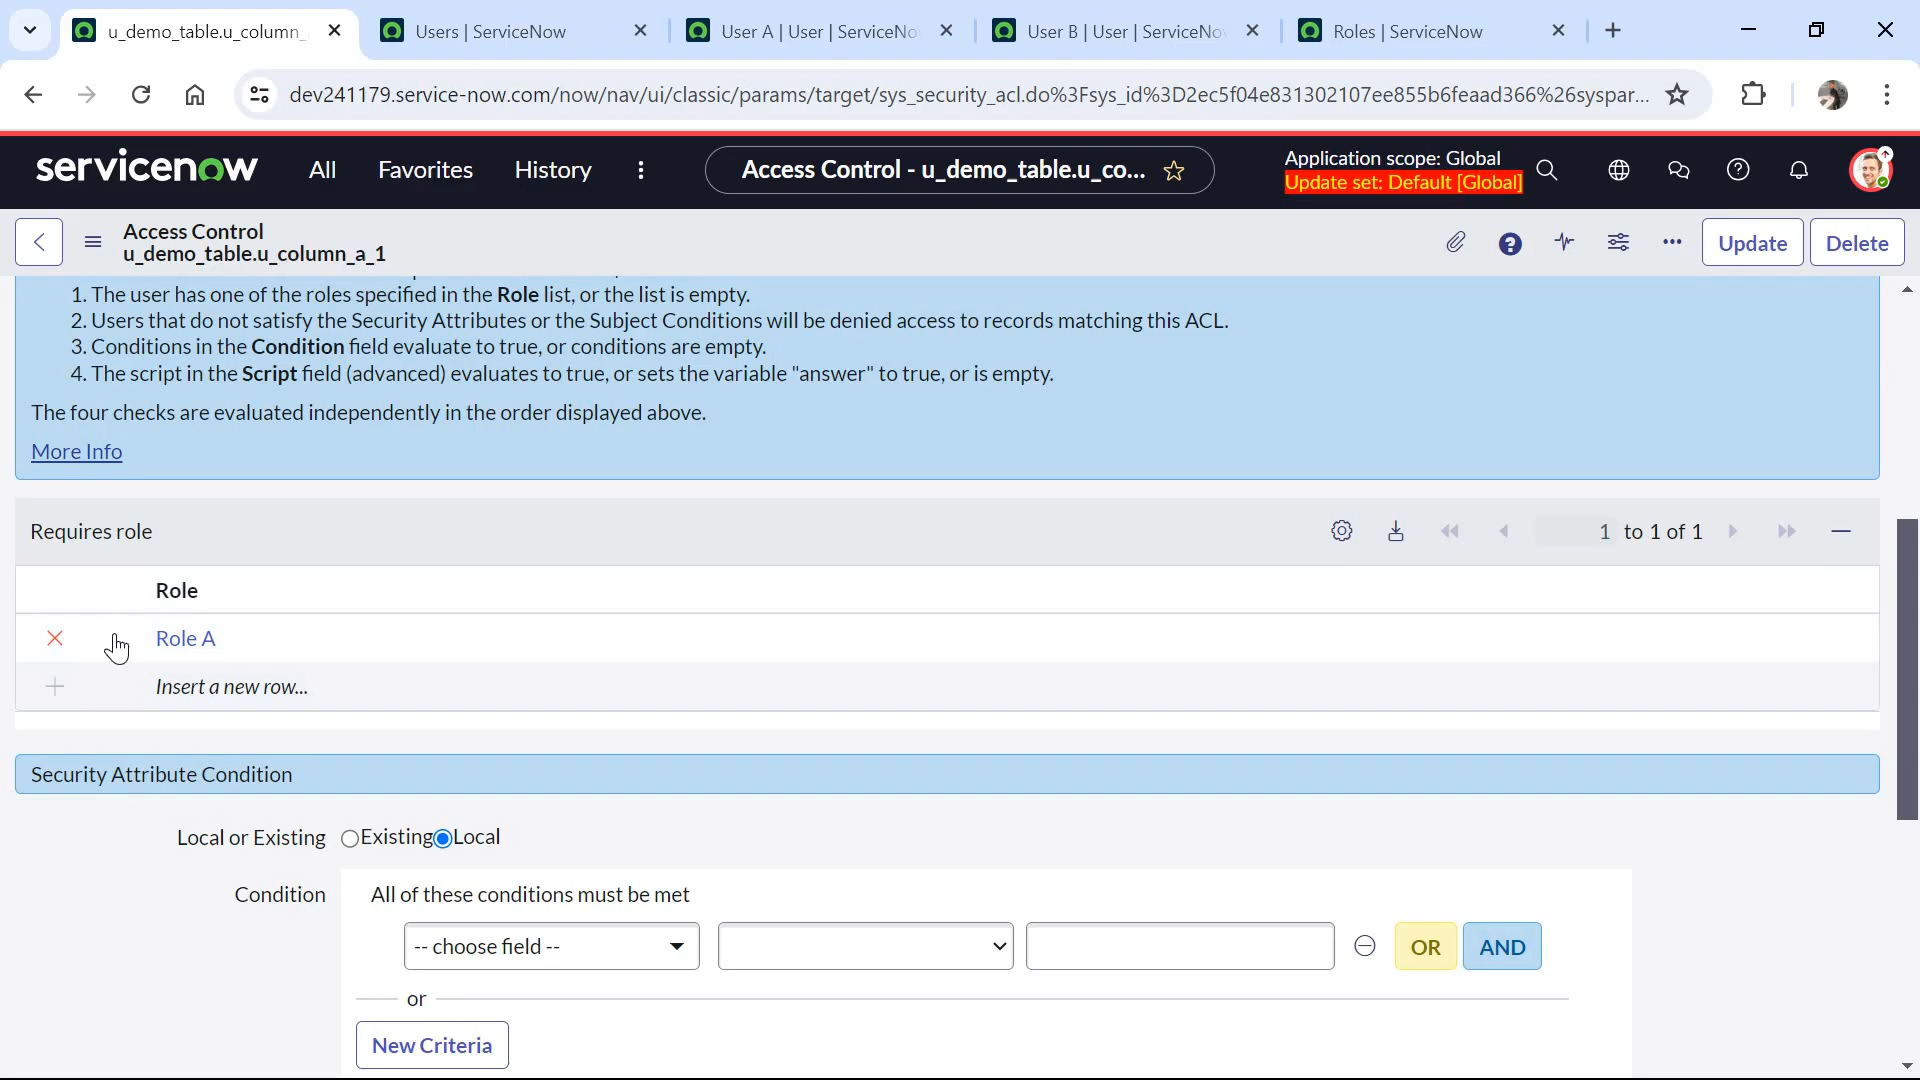 u_demo_table.u_column_
Users | ServiceNow
User A | User | ServiceNo
User B | User | ServiceNo
Roles | ServiceNow
dev241179.service-now.com/now/nav/ui/classic/params/target/sys_security_acl.do%3Fsys_id%3D2ec5f04e831302107ee855b6feaad366%26syspar...
servicenow
All
Favorites
History
Access Control - u_demo_table.u_co...
Application scope: Global
Update set: Default [Global]
Access Control
u_demo_table.u_column_a_1
Update
Delete
1. The user has one of the roles specified in the Role list, or the list is empty.
2. Users that do not satisfy the Security Attributes or the Subject Conditions will be denied access to records matching this ACL.
3. Conditions in the Condition field evaluate to true, or conditions are empty.
4. The script in the Script field (advanced) evaluates to true, or sets the variable "answer" to true, or is empty.
The four checks are evaluated independently in the order displayed above.
More Info
Requires role
1 to 1 of 1
Role
Role A
Insert a new row...
Security Attribute Condition
Local or Existing
Existing
Local
Condition
All of these conditions must be met
-- choose field --
OR
AND
or
New Criteria